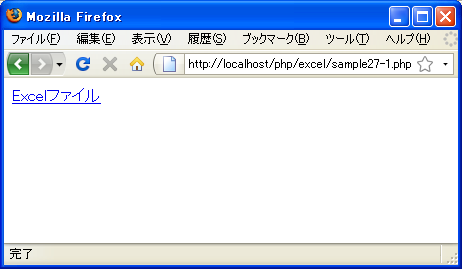 Mozilla Firefox
ファイル(F) 編集(E) 表示(V) 履歴(S) ブックマーク(B) ツール(T) ヘルプ(H)
http://localhost/php/excel/sample27-1.php
Excelファイル
完了